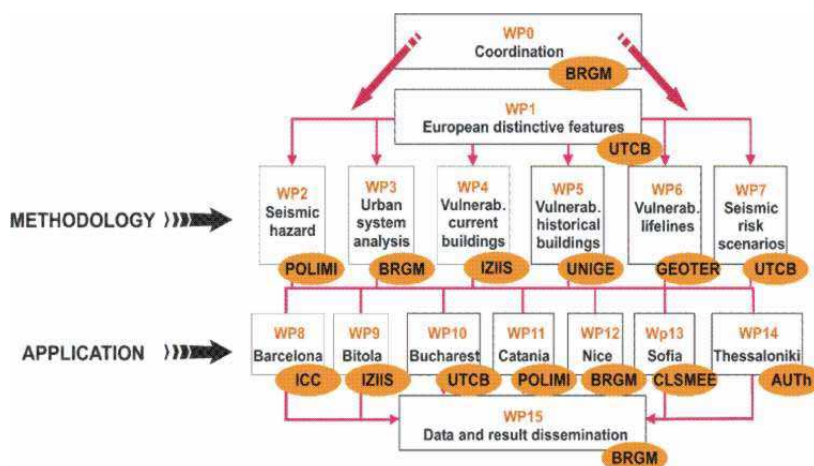 WP0
Coordination
BRGM
WP1
European distinctive features
UTCB
METHODOLOGY
WP2
Seismic
hazard
POLIMI
WP3
Urban
system
analysis
BRGM
WP4
Vulnerab.
current
buildings
IZIIS
WP5
Vulnerab.
historical
buildings
UNIGE
WP6
Vulnerab.
lifelines
GEOTER
WP7
Seismic
risk
scenarios
UTCB
APPLICATION
WP8
Barcelona
ICC
WP9
Bitola
IZIIS
WP10
Bucharest
UTCB
WP11
Catania
POLIMI
WP12
Nice
BRGM
Wp13
Sofia
CLSMEE
WP14
Thessaloniki
AUTh
WP15
Data and result dissemination
BRGM